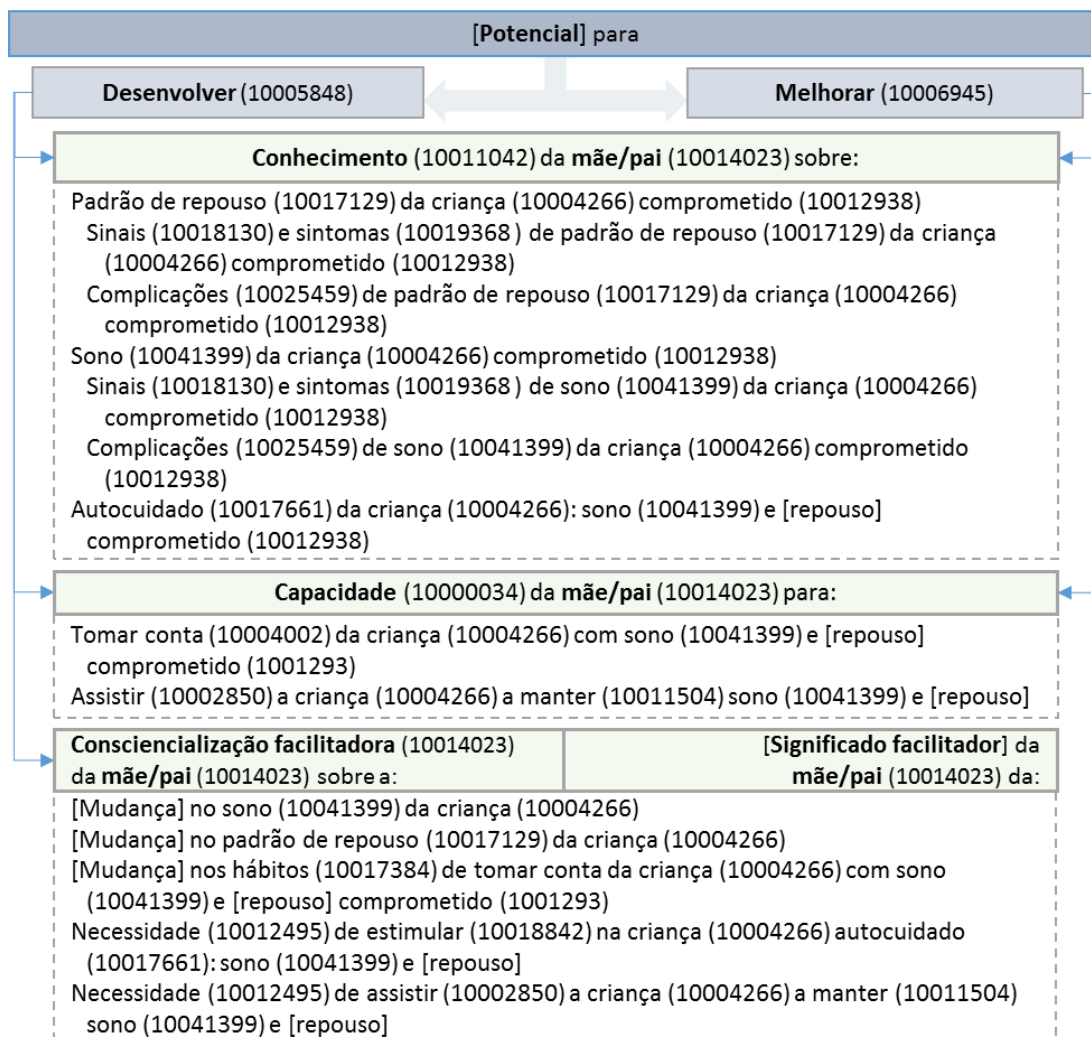 [Potencial] para
Desenvolver (10005848)
Melhorar (10006945)
Conhecimento (10011042) da mãe/pai (10014023) sobre:
Padrão de repouso (10017129) da criança (10004266) comprometido (10012938)
Sinais (10018130) e sintomas (10019368 ) de padrão de repouso (10017129) da criança
(10004266) comprometido (10012938)
Complicações (10025459) de padrão de repouso (10017129) da criança (10004266)
comprometido (10012938)
Sono (10041399) da criança (10004266) comprometido (10012938)
Sinais (10018130) e sintomas (10019368 ) de sono (10041399) da criança (10004266)
comprometido (10012938)
Complicações (10025459) de sono (10041399) da criança (10004266) comprometido
(10012938)
Autocuidado (10017661) da criança (10004266): sono (10041399) e [repouso]
comprometido (10012938)
Capacidade (10000034) da mãe/pai (10014023) para:
Tomar conta (10004002) da criança (10004266) com sono (10041399) e [repouso]
comprometido (1001293)
Assistir (10002850) a criança (10004266) a manter (10011504) sono (10041399) e [repouso]
Consciencialização facilitadora (10014023)
da mãe/pai (10014023) sobre a:
[Significado facilitador] da
mãe/pai (10014023) da:
[Mudança] no sono (10041399) da criança (10004266)
[Mudança] no padrão de repouso (10017129) da criança (10004266)
[Mudança] nos hábitos (10017384) de tomar conta da criança (10004266) com sono
(10041399) e [repouso] comprometido (1001293)
Necessidade (10012495) de estimular (10018842) na criança (10004266) autocuidado
(10017661): sono (10041399) e [repouso]
Necessidade (10012495) de assistir (10002850) a criança (10004266) a manter (10011504)
sono (10041399) e [repouso]